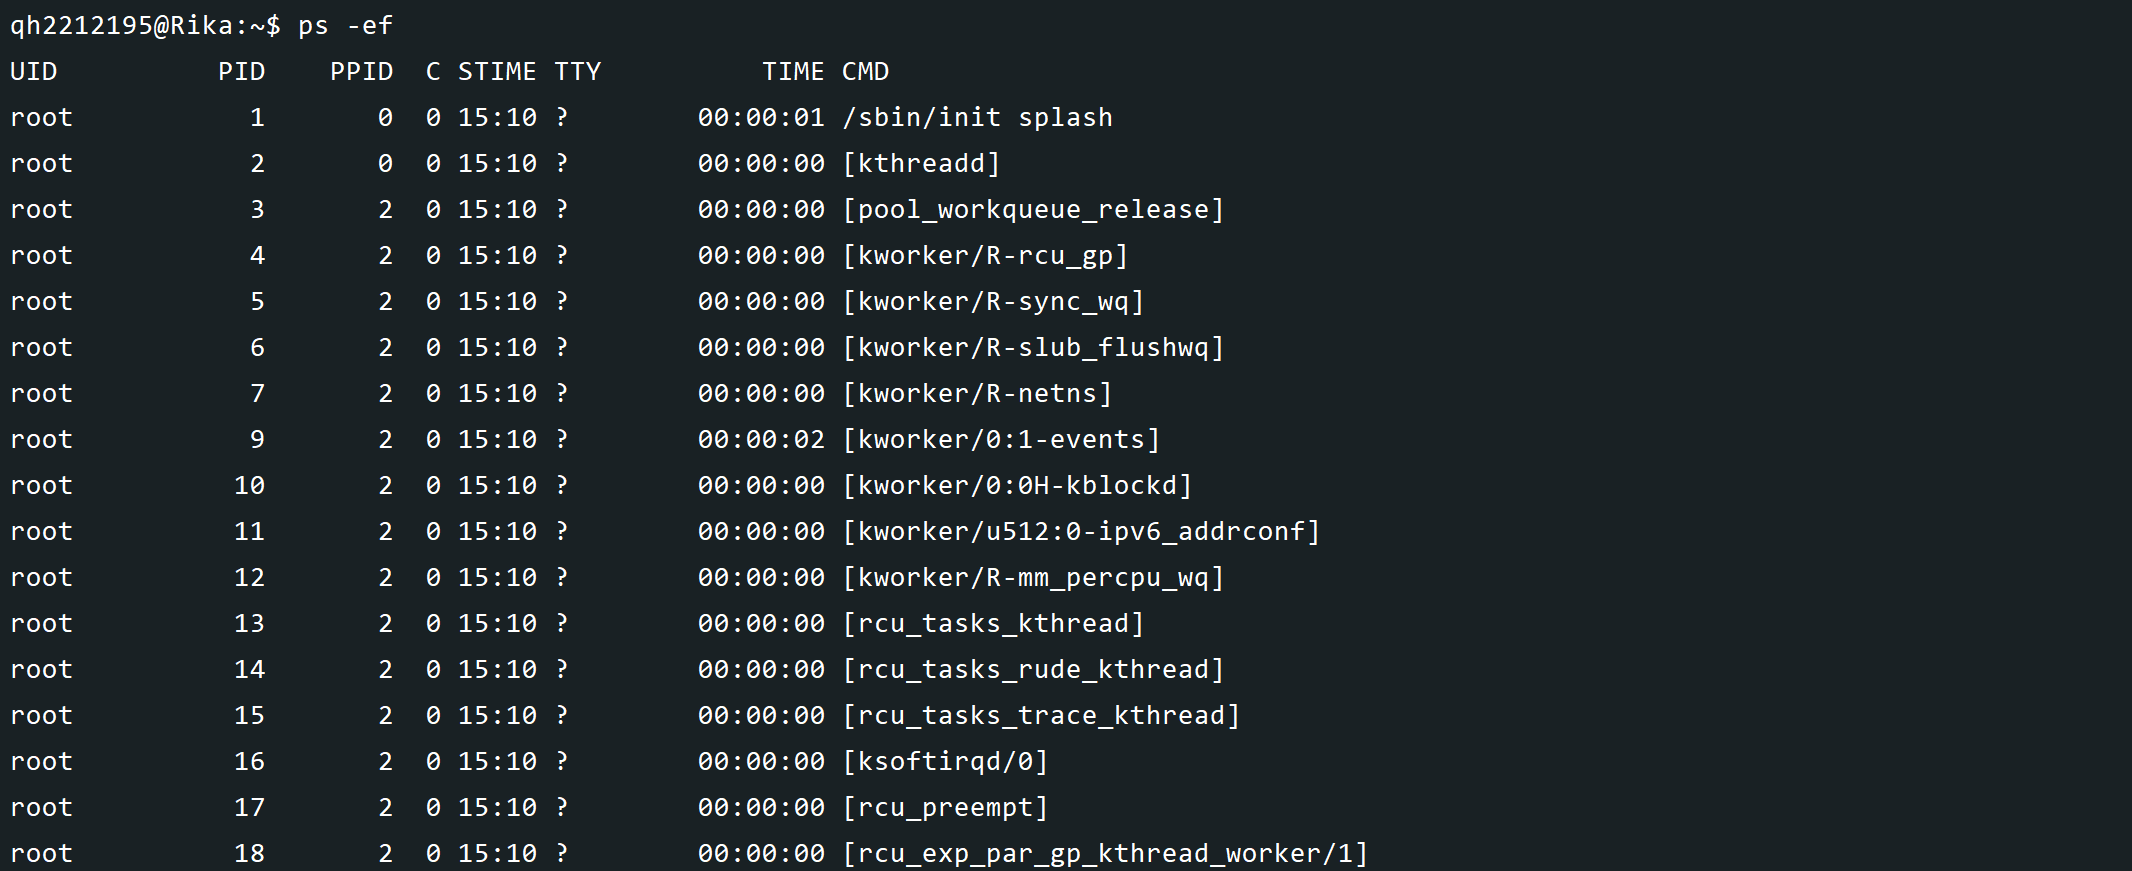 qh2212195@Rika:~$ ps -ef
UID          PID    PPID  C STIME TTY          TIME CMD
root           1       0  0 15:10 ?        00:00:01 /sbin/init splash
root           2       0  0 15:10 ?        00:00:00 [kthreadd]
root           3       2  0 15:10 ?        00:00:00 [pool_workqueue_release]
root           4       2  0 15:10 ?        00:00:00 [kworker/R-rcu_gp]
root           5       2  0 15:10 ?        00:00:00 [kworker/R-sync_wq]
root           6       2  0 15:10 ?        00:00:00 [kworker/R-slub_flushwq]
root           7       2  0 15:10 ?        00:00:00 [kworker/R-netns]
root           9       2  0 15:10 ?        00:00:02 [kworker/0:1-events]
root          10       2  0 15:10 ?        00:00:00 [kworker/0:0H-kblockd]
root          11       2  0 15:10 ?        00:00:00 [kworker/u512:0-ipv6_addrconf]
root          12       2  0 15:10 ?        00:00:00 [kworker/R-mm_percpu_wq]
root          13       2  0 15:10 ?        00:00:00 [rcu_tasks_kthread]
root          14       2  0 15:10 ?        00:00:00 [rcu_tasks_rude_kthread]
root          15       2  0 15:10 ?        00:00:00 [rcu_tasks_trace_kthread]
root          16       2  0 15:10 ?        00:00:00 [ksoftirqd/0]
root          17       2  0 15:10 ?        00:00:00 [rcu_preempt]
root          18       2  0 15:10 ?        00:00:00 [rcu_exp_par_gp_kthread_worker/1]